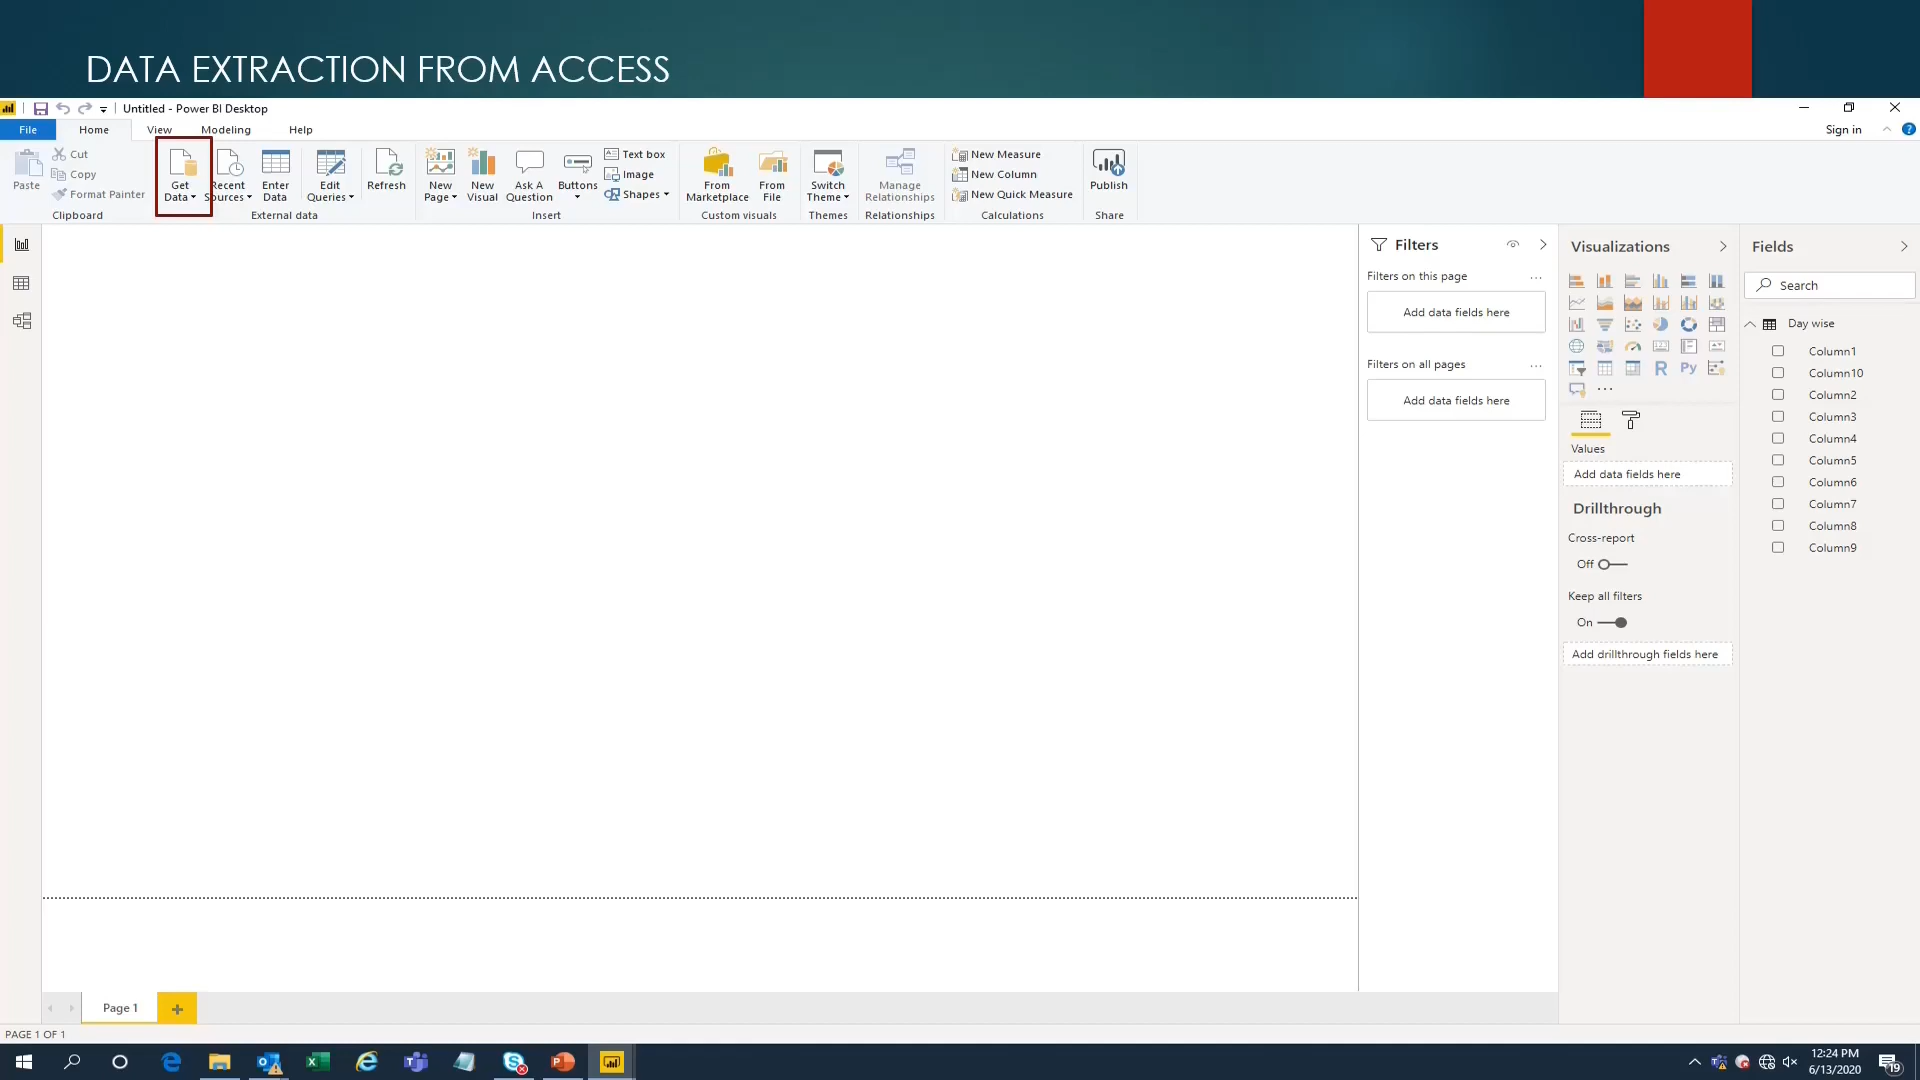 DATA EXTRACTION FROM ACCESS
Untitled - Power BI Desktop
File Home View Modeling Help
Sign in
Paste
Cut
Copy
Format Painter
Clipboard
Get Data
Recent Sources
Enter Data
Edit Queries
Refresh
External data
New Page
New Visual
Ask A Question
Buttons
Text box
Image
Shapes
Insert
From Marketplace
From File
Custom visuals
Switch Theme
Themes
Manage Relationships
Relationships
New Measure
New Column
New Quick Measure
Calculations
Publish
Share
Filters
Filters on this page ...
Add data fields here
Filters on all pages ...
Add data fields here
Visualizations
R Py
...
Values
Add data fields here
Drillthrough
Cross-report
Off
Keep all filters
On
Add drillthrough fields here
Fields
Search
Day wise
Column1
Column10
Column2
Column3
Column4
Column5
Column6
Column7
Column8
Column9
Page 1 +
PAGE 1 OF 1
12:24 PM
6/13/2020
19